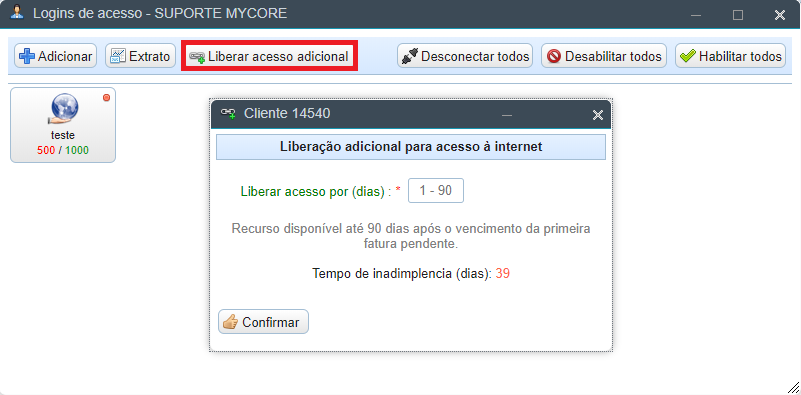 Logins de acesso - SUPORTE MYCORE
Adicionar Extrato Liberar acesso adicional Desconectar todos Desabilitar todos Habilitar todos
teste
500 / 1000
Cliente 14540
Liberação adicional para acesso à internet
Liberar acesso por (dias) : * 1 - 90
Recurso disponível até 90 dias após o vencimento da primeira
fatura pendente.
Tempo de inadimplencia (dias): 39
Confirmar